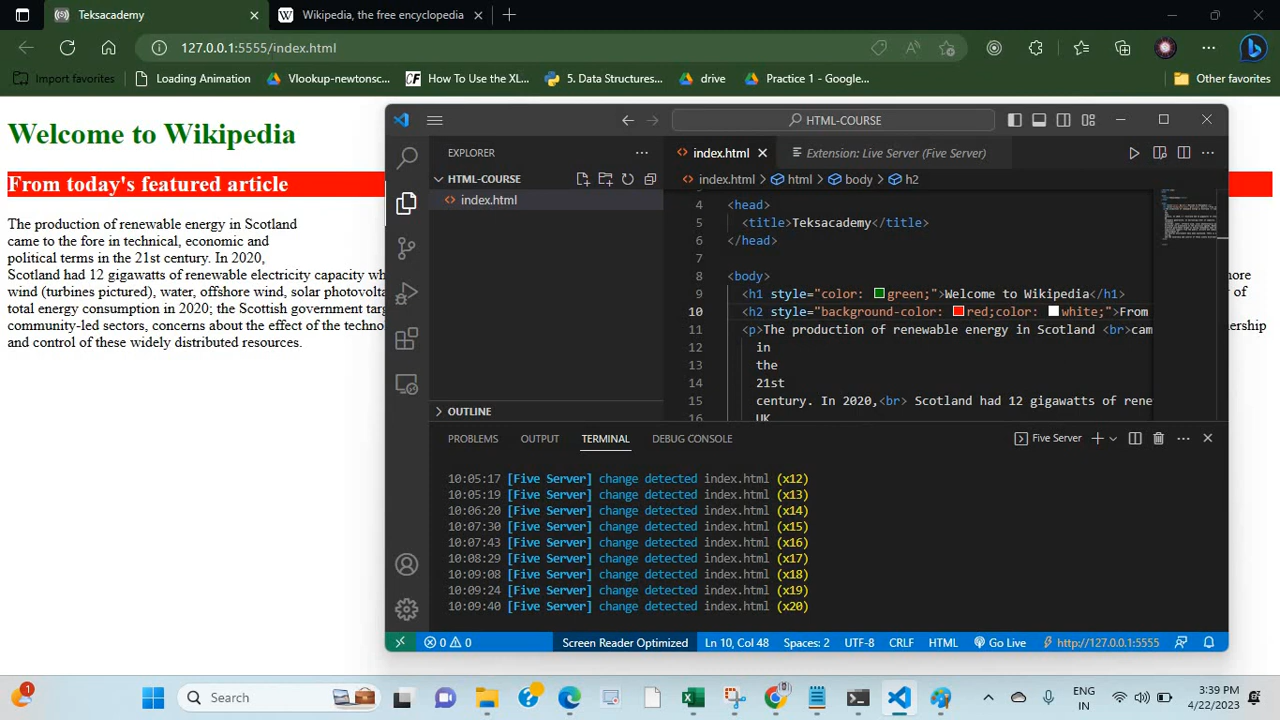 Teksacademy
Wikipedia, the free encyclopedia
127.0.0.1:5555/index.html
Import favorites
Loading Animation
Vlookup-newtonsc...
CF How To Use the XL...
5. Data Structures...
drive
Practice 1 - Google...
Other favorites
Welcome to Wikipedia
From today's featured article
The production of renewable energy in Scotland
came to the fore in technical, economic and
political terms in the 21st century. In 2020,
Scotland had 12 gigawatts of renewable electricity capacity wh
ore
wind (turbines pictured), water, offshore wind, solar photovolta
of
total energy consumption in 2020; the Scottish government targ
community-led sectors, concerns about the effect of the techno
ership
and control of these widely distributed resources.
HTML-COURSE
EXPLORER
HTML-COURSE
index.html
OUTLINE
index.html
Extension: Live Server (Five Server)
index.html > html > body > h2
4 <head>
5 <title>Teksacademy</title>
6 </head>
7
8 <body>
9 <h1 style="color: green;">Welcome to Wikipedia</h1>
10 <h2 style="background-color: red;color: white;">From
11 <p>The production of renewable energy in Scotland <br>cam
12 in
13 the
14 21st
15 century. In 2020,<br> Scotland had 12 gigawatts of rene
16 UK
PROBLEMS OUTPUT TERMINAL DEBUG CONSOLE
Five Server
10:05:17 [Five Server] change detected index.html (x12)
10:05:19 [Five Server] change detected index.html (x13)
10:06:20 [Five Server] change detected index.html (x14)
10:07:30 [Five Server] change detected index.html (x15)
10:07:43 [Five Server] change detected index.html (x16)
10:08:29 [Five Server] change detected index.html (x17)
10:09:08 [Five Server] change detected index.html (x18)
10:09:24 [Five Server] change detected index.html (x19)
10:09:40 [Five Server] change detected index.html (x20)
0 0 Screen Reader Optimized Ln 10, Col 48 Spaces: 2 UTF-8 CRLF HTML Go Live http://127.0.0.1:5555
1
Search
ENG
IN
3:39 PM
4/22/2023